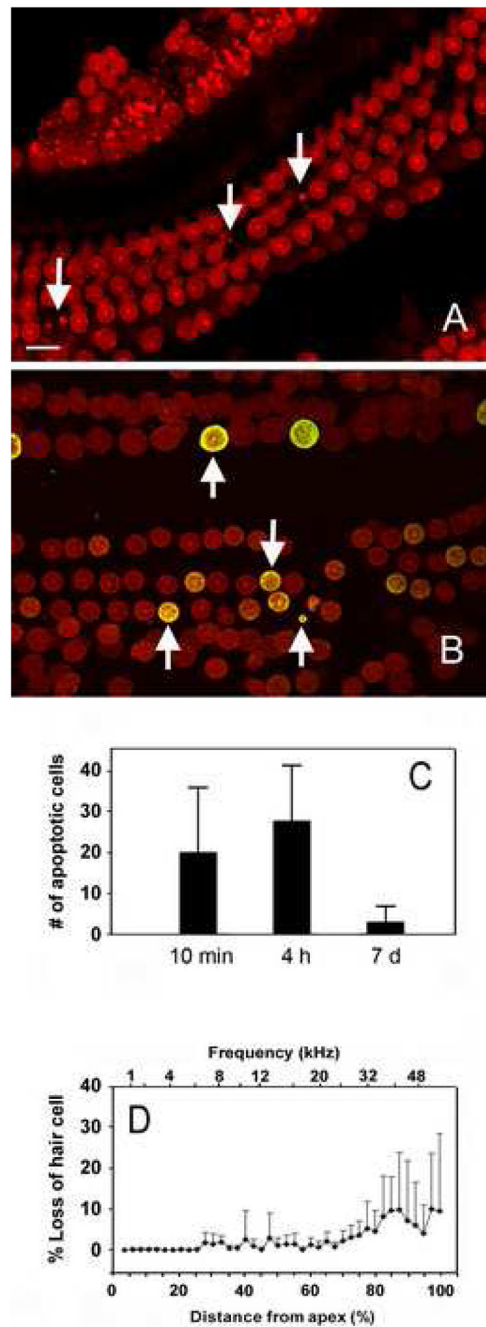 A
B
C
# of apoptotic cells
40
30
20
10
0
10 min 4 h 7 d
Frequency (kHz)
1 4 8 12 20 32 48
D
% Loss of hair cell
40
30
20
10
0
0 20 40 60 80 100
Distance from apex (%)